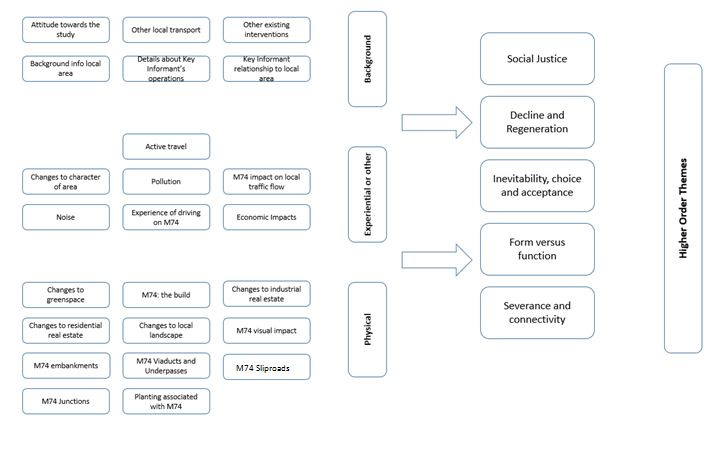 Attitude towards the
study
Other local transport
Other existing
interventions
Background info local
area
Details about Key
Informant's
operations
Key Informant
relationship to local
area
Background
Active travel
Changes to character
of area
Pollution
M74 impact on local
traffic flow
Noise
Experience of driving
on M74
Economic Impacts
Experiential or other
Changes to
greenspace
M74: the build
Changes to industrial
real estate
Changes to residential
real estate
Changes to local
landscape
M74 visual impact
M74 embankments
M74 Viaducts and
Underpasses
M74 Sliproads
M74 Junctions
Planting associated
with M74
Physical
Social Justice
Decline and
Regeneration
Inevitability, choice
and acceptance
Form versus
function
Severance and
connectivity
Higher Order Themes